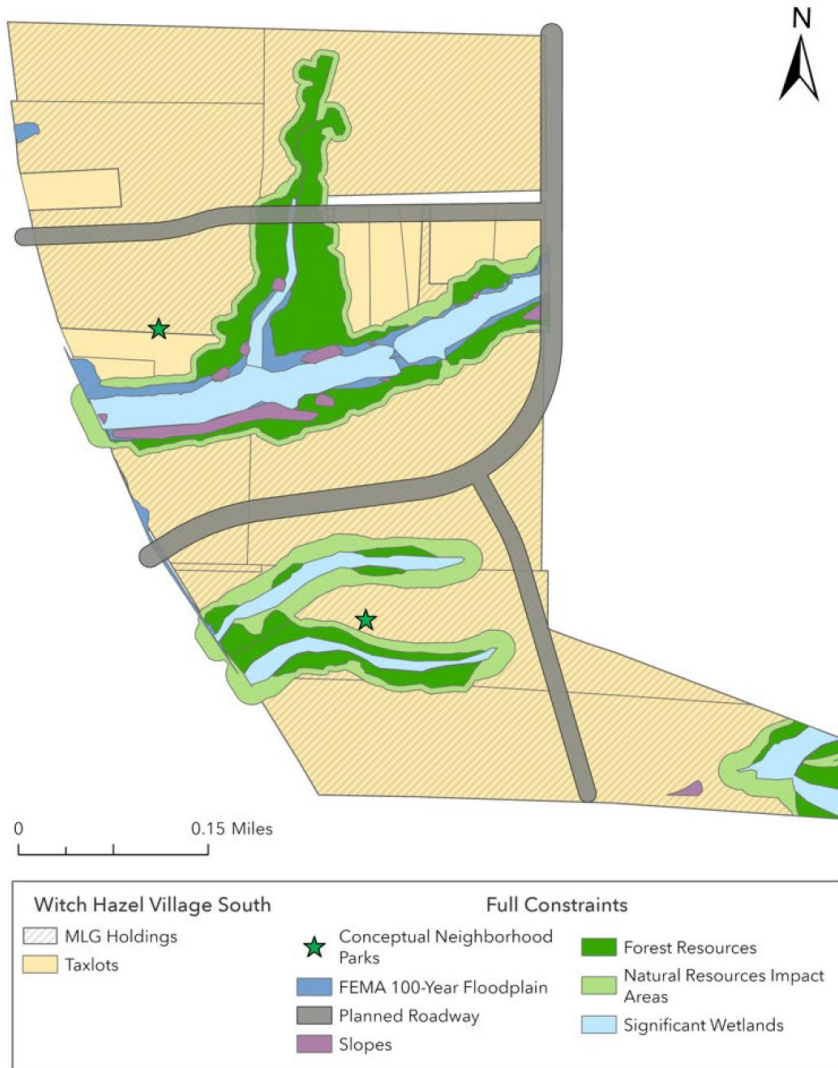 N
0
0.15 Miles
Witch Hazel Village South
MLG Holdings
Taxlots
Full Constraints
Conceptual Neighborhood
Parks
FEMA 100-Year Floodplain
Planned Roadway
Slopes
Forest Resources
Natural Resources Impact
Areas
Significant Wetlands